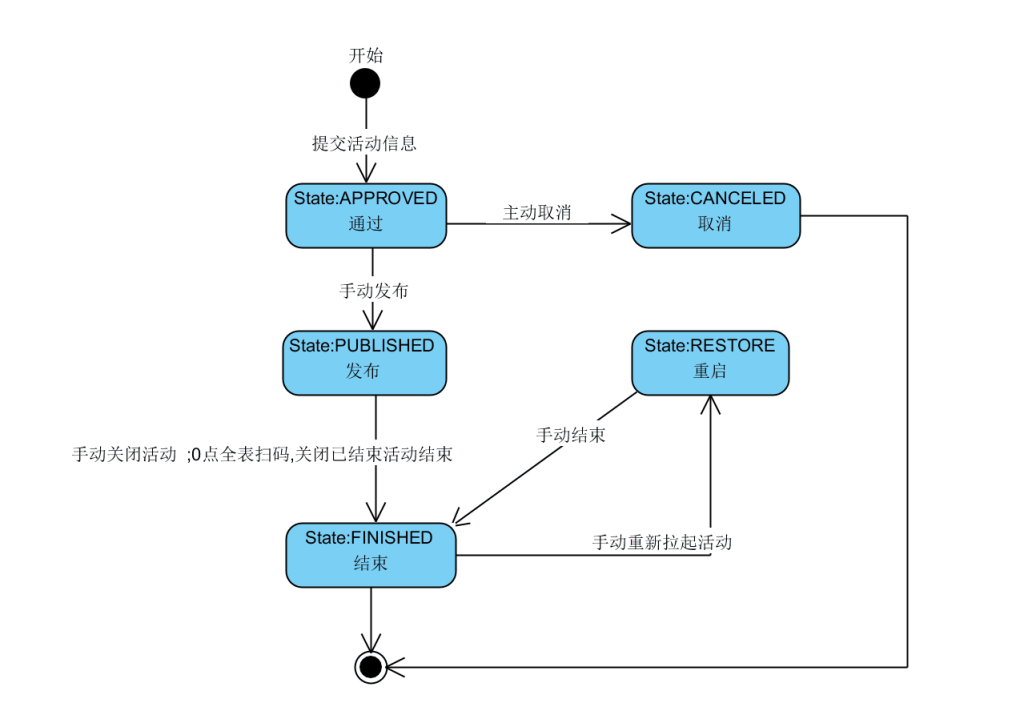 开始
提交活动信息
State:APPROVED
通过
主动取消
State:CANCELED
取消
手动发布
State:PUBLISHED
发布
State:RESTORE
重启
手动结束
手动关闭活动 ;0点全表扫码,关闭已结束活动结束
State:FINISHED
结束
手动重新拉起活动